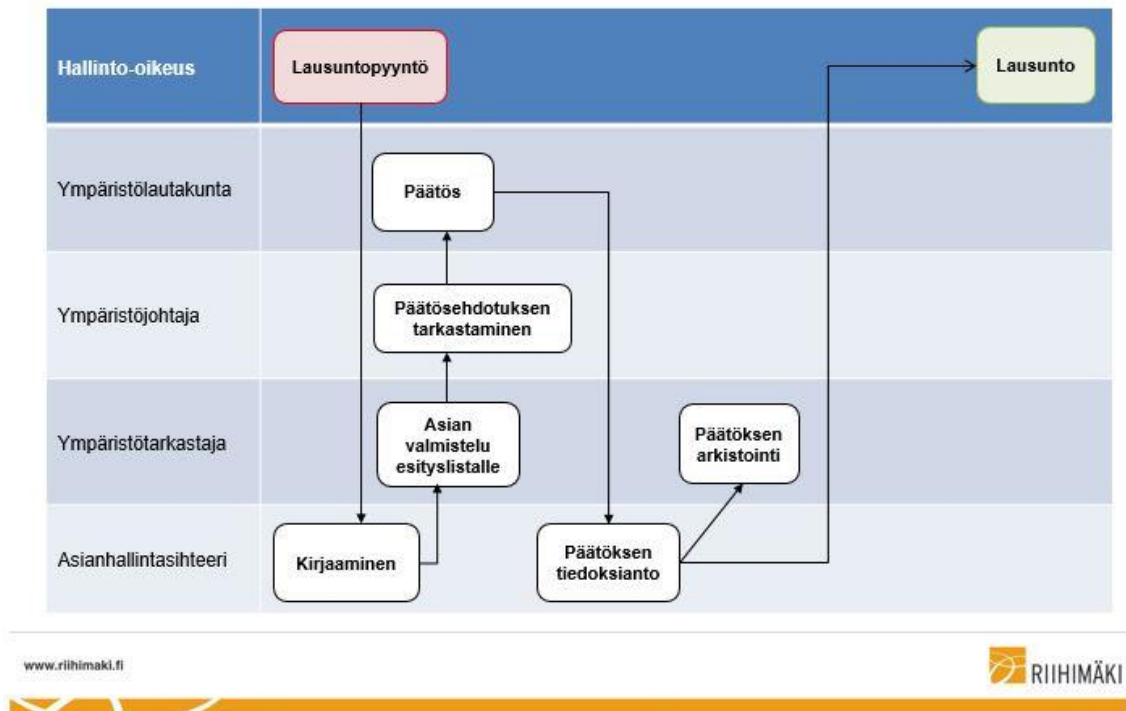 Hallinto-oikeus
Lausuntopyyntö
Lausunto
Ympäristölautakunta
Päätös
Ympäristöjohtaja
Päätösehdotuksen
tarkastaminen
Ympäristötarkastaja
Asian
valmistelu
esityslistalle
Päätöksen
arkistointi
Asianhallintasihteeri
Kirjaaminen
Päätöksen
tiedoksianto
www.riihimaki.fi
RIIHIMÄKI